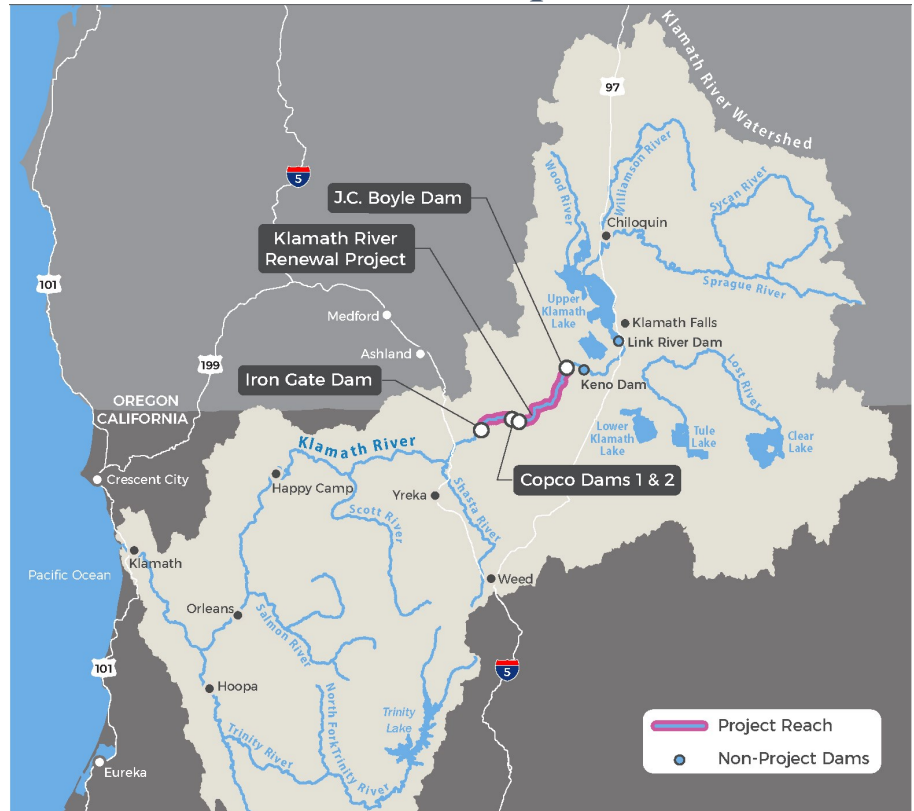 Klamath River Watershed
97
5
Wood River
Williamson River
Sycan River
J.C. Boyle Dam
Chiloquin
Klamath River
Renewal Project
101
Sprague River
Upper
Klamath
Lake
Medford
Klamath Falls
Link River Dam
Ashland
199
Lost River
Iron Gate Dam
Keno Dam
OREGON
CALIFORNIA
Lower
Klamath
Lake
Tule
Lake
Clear
Lake
Klamath River
Happy Camp
Crescent City
Shasta River
Copco Dams 1 & 2
Yreka
Scott River
Klamath
Pacific Ocean
Weed
Orleans
Salmon River
101
5
Hoopa
North Fork Trinity River
Trinity
Lake
Trinity River
Project Reach
Non-Project Dams
Eureka